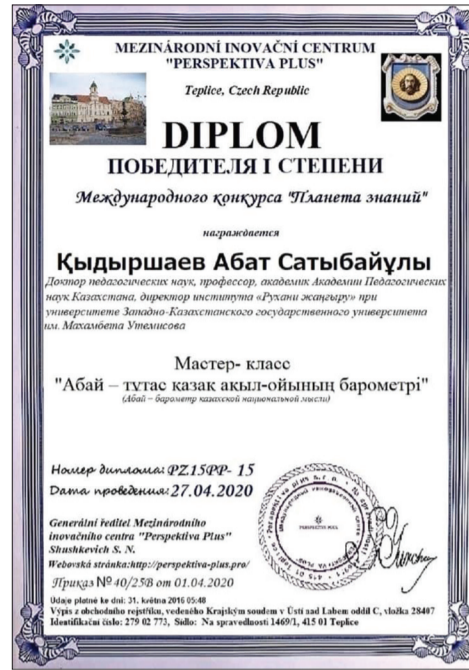 MEZINÁRODNÍ INOVAČNÍ CENTRUM
"PERSPEKTIVA PLUS"
Teplice, Czech Republic
DIPLOM
ПОБЕДИТЕЛЯ I СТЕПЕНИ
Международного конкурса "Планета знаний"
награждается
Қыдыршаев Абат Сатыбайұлы
Доктор педагогических наук, профессор, академик Академии Педагогических
наук Казахстана, директор института «Рухани жаңғыру» при
университете Западно-Казахстанского государственного университета
им. Махамбета Утемисова
Мастер- класс
"Абай – тұтас қазақ ақыл-ойының барометрі"
(Абай – барометр казахской национальной мысли)
Номер диплома: PZ15PP- 15
Дата проведения: 27.04.2020
Generální ředitel Mezinárodního
inovačního centra "Perspektiva Plus"
Shushkevich S. N.
Webovská stránka:http://perspektiva-plus.pro/
Приказ № 40/25В от 01.04.2020
PERSPEKTIVA PLUS
Údaje platné ke dni: 31. května 2016 05:48
Výpis z obchodního rejstříku, vedeného Krajským soudem v Ústí nad Labem oddíl C, vložka 28407
Identifikační číslo: 279 02 773, Sídlo: Na spravedlnosti 1469/1, 415 01 Teplice